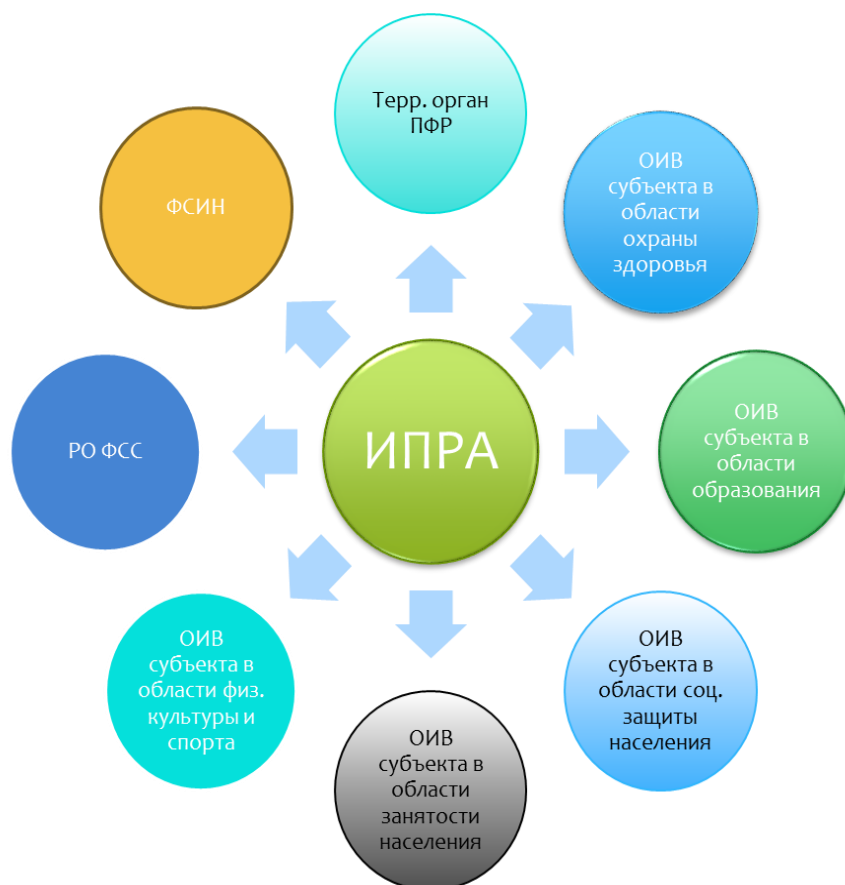 Терр. орган
ПФР
ОИВ
субъекта в
области
охраны
здоровья
ОИВ
субъекта в
области
образования
ОИВ
субъекта в
области соц.
защиты
населения
ОИВ
субъекта в
области
занятости
населения
ОИВ
субъекта в
области физ.
культуры и
спорта
РО ФСС
ФСИН
ИПРА